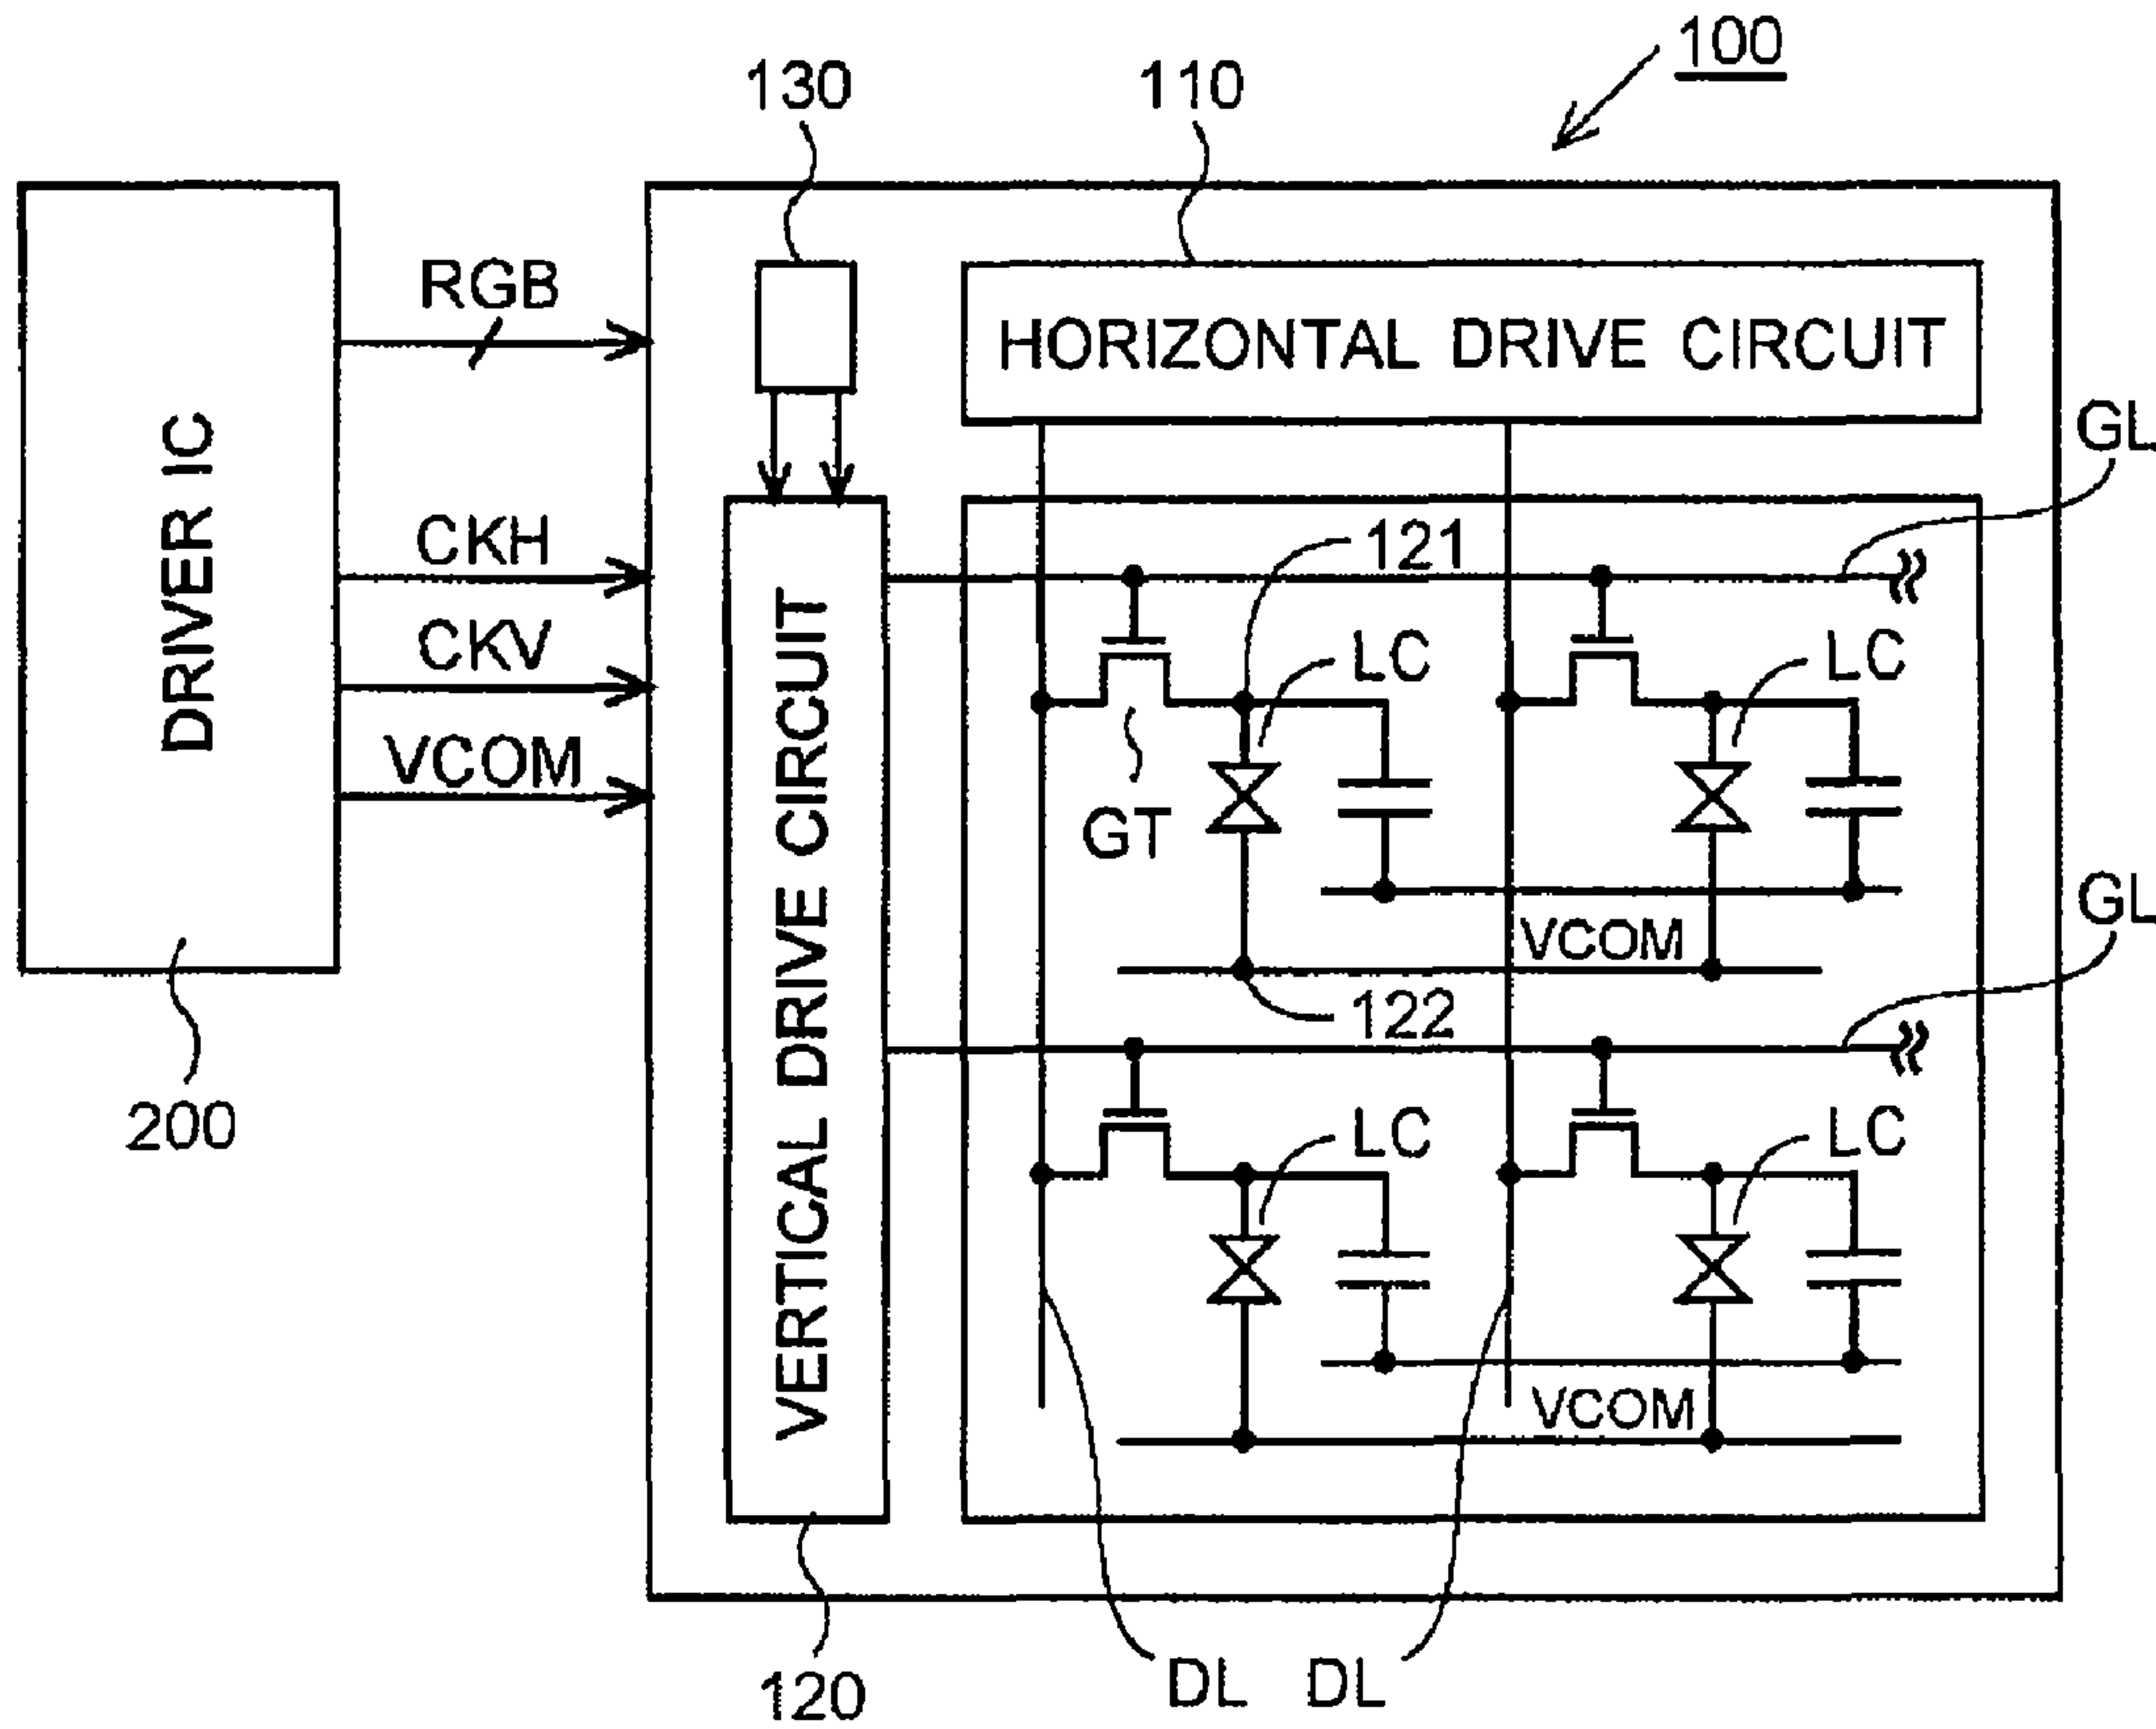 100
130
110
RGB
HORIZONTAL DRIVE CIRCUIT
GL
DRIVER IC
CKH
121
CKV
LC
LC
VCOM
VERTICAL DRIVE CIRCUIT
GT
GL
VCOM
122
200
LC
LC
VCOM
120
DL
DL